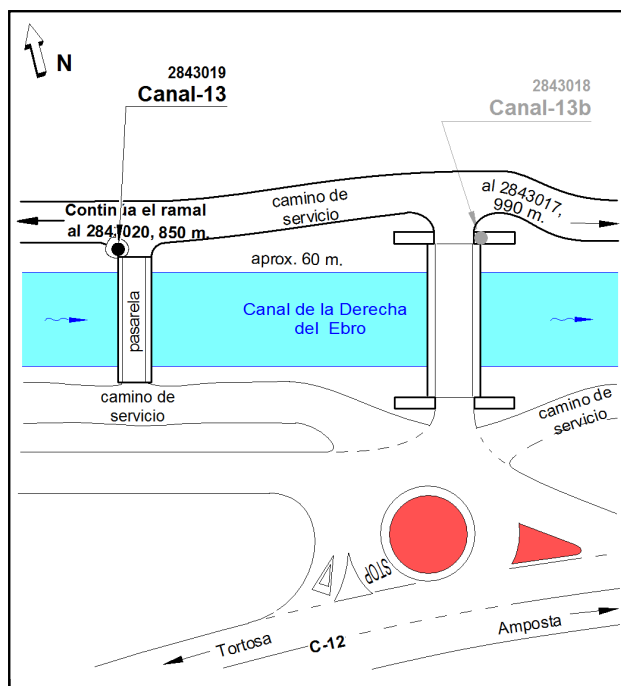 N
2843019
Canal-13
2843018
Canal-13b
Continúa el ramal
al 2843020, 850 m.
camino de
servicio
al 2843017,
990 m.
aprox. 60 m.
pasarela
Canal de la Derecha
del Ebro
camino de
servicio
camino de
servicio
STOP
Tortosa
C-12
Amposta